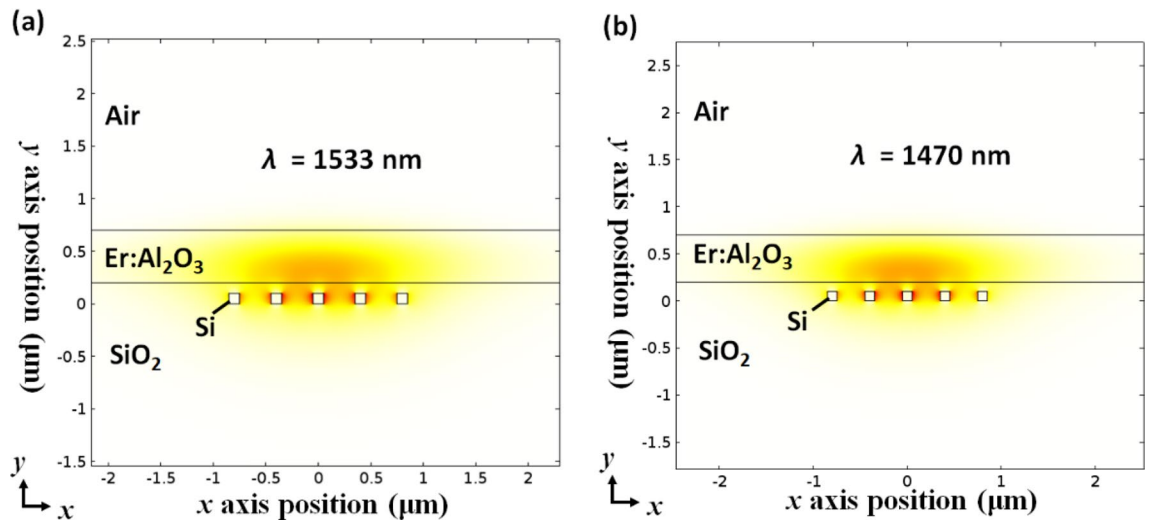 (a)
2.5
2
1.5
1
0.5
0
-0.5
-1
-1.5
y axis position (μm)
Air
λ = 1533 nm
Er:Al₂O₃
Si
SiO₂
-2 -1.5 -1 -0.5 0 0.5 1 1.5 2
x axis position (μm)
y
x
(b)
2.5
2
1.5
1
0.5
0
-0.5
-1
-1.5
y axis position (μm)
Air
λ = 1470 nm
Er:Al₂O₃
Si
SiO₂
-2 -1 0 1 2
x axis position (μm)
y
x